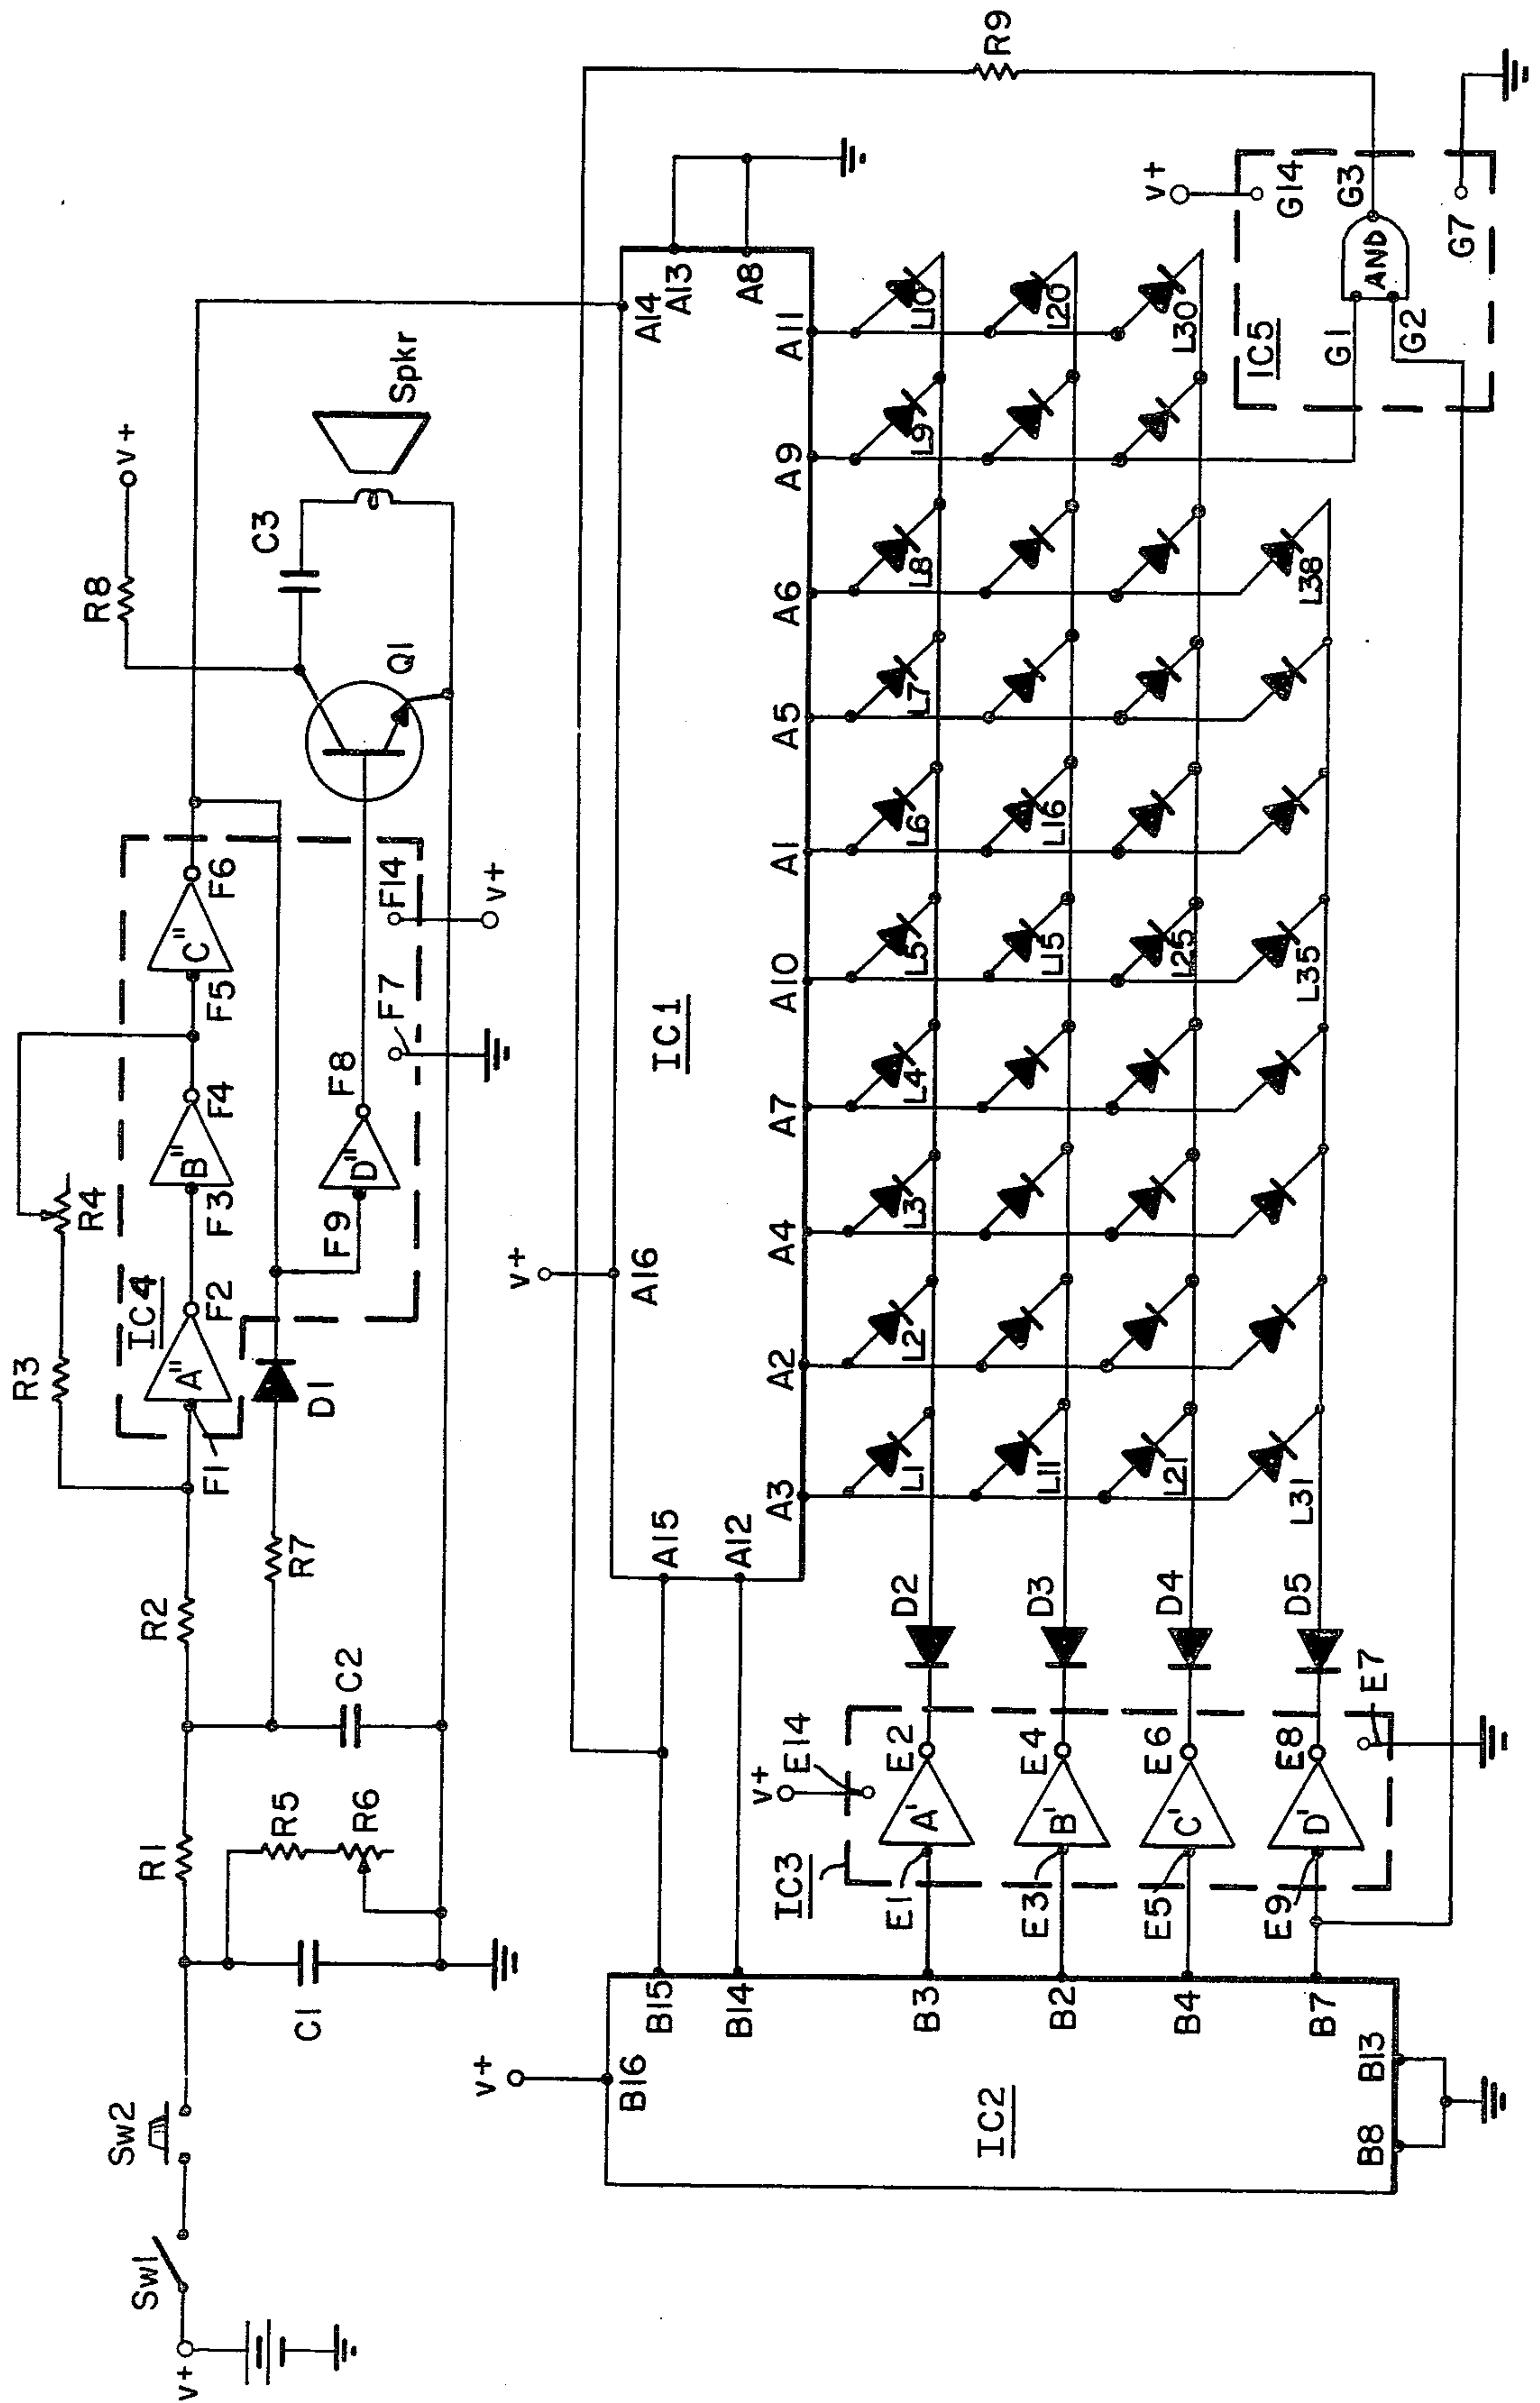 V+
Sw1
Sw2
C1
R1
R5
R6
C2
R2
R7
R3
R4
F1
A"
IC4
F2
D1
F3
B"
F4
F5
C"
F6
F9
D"
F8
F7
F14
V+
R8
V+
Q1
C3
Spkr
V+
B16
IC2
B15
B14
B3
B2
B4
B7
B8
B13
IC3
V+
E14
E1
A'
E2
E3
B'
E4
E5
C'
E6
E9
D'
E8
E7
D2
D3
D4
D5
V+
A16
IC1
A15
A12
A14
A13
A8
A3
A2
A4
A7
A10
A1
A5
A6
A9
A11
L1
L2
L3
L4
L5
L6
L7
L8
L9
L10
L11
L15
L16
L20
L21
L25
L30
L31
L35
L38
IC5
V+
G14
G1
G2
AND
G3
G7
R9